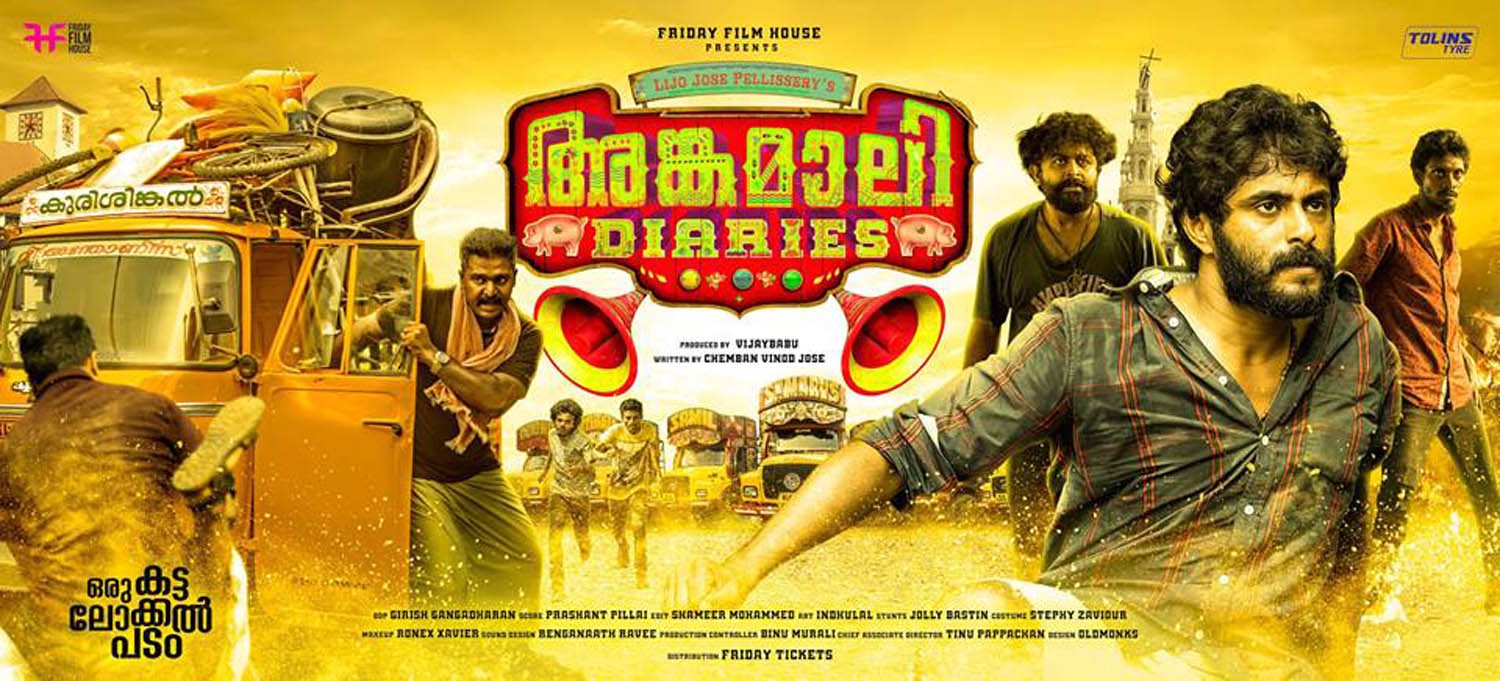 FRIDAY
FILM
HOUSE
FRIDAY FILM HOUSE
PRESENTS
TOLINS
TYRE
LIJO JOSE PELLISSERY'S
അങ്കമാലി
DIARIES
കുരിശിങ്കൽ
PRODUCED BY VIJAYBABU
WRITTEN BY CHEMBAN VINOD JOSE
ഒരു കട്ട
ലോക്കൽ
പടം
DOP GIRISH GANGADHARAN SCORE PRASHANT PILLAI EDIT SHAMEER MOHAMMED ART INDHULAL STUNTS JOLLY BASTIN COSTUME STEPHY ZAVIOUR
MAKEUP RONEX XAVIER SOUND DESIGN RENGANAATH RAVEE PRODUCTION CONTROLLER BINU MURALI CHIEF ASSOCIATE DIRECTOR TINU PAPPACHAN DESIGN OLDMONKS
DISTRIBUTION FRIDAY TICKETS